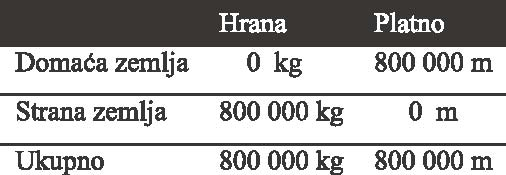 Hrana Platno
Domaća zemlja 0 kg 800 000 m
Strana zemlja 800 000 kg 0 m
Ukupno 800 000 kg 800 000 m